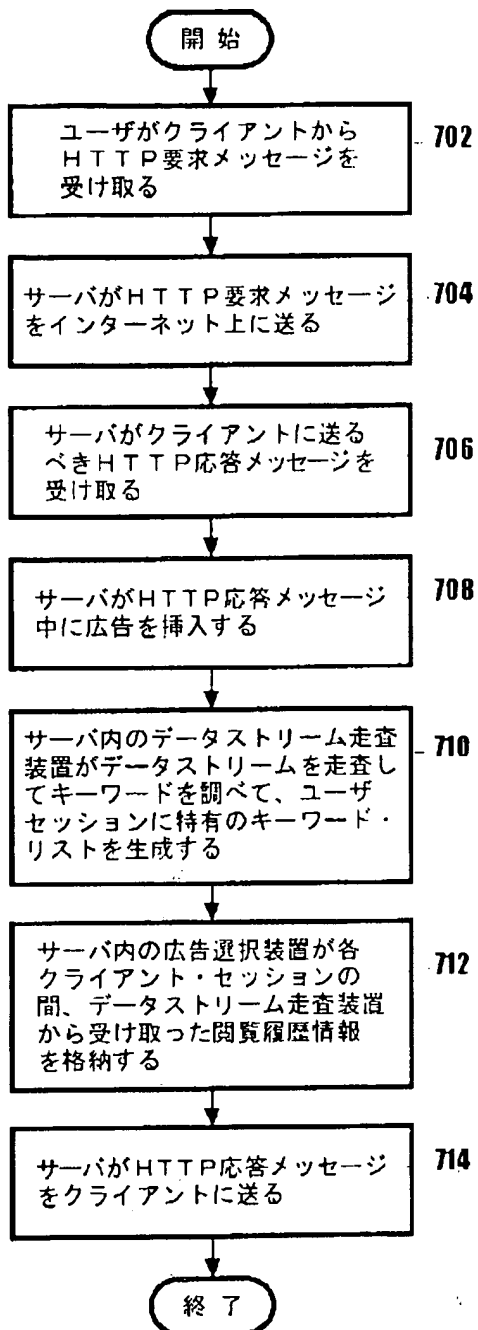 開始
ユーザがクライアントから
HTTP要求メッセージを
受け取る
702
サーバがHTTP要求メッセージ
をインターネット上に送る
704
サーバがクライアントに送る
べきHTTP応答メッセージを
受け取る
706
サーバがHTTP応答メッセージ
中に広告を挿入する
708
サーバ内のデータストリーム走査
装置がデータストリームを走査し
てキーワードを調べて、ユーザ
セッションに特有のキーワード・
リストを生成する
710
サーバ内の広告選択装置が各
クライアント・セッションの
間、データストリーム走査装置
から受け取った閲覧履歴情報
を格納する
712
サーバがHTTP応答メッセージ
をクライアントに送る
714
終了